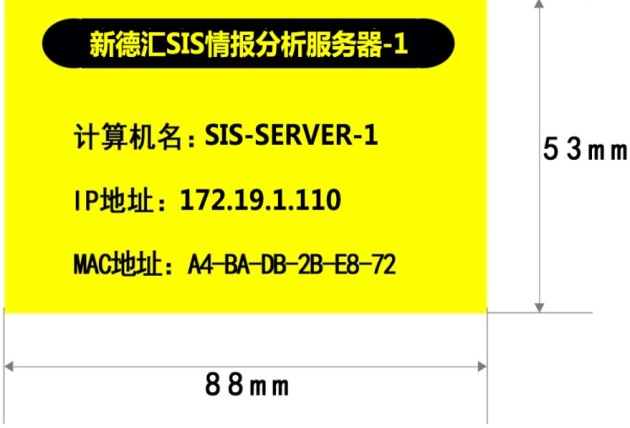 新德汇SIS情报分析服务器-1
计算机名：SIS-SERVER-1
IP地址：172.19.1.110
MAC地址：A4-BA-DB-2B-E8-72
53mm
88mm